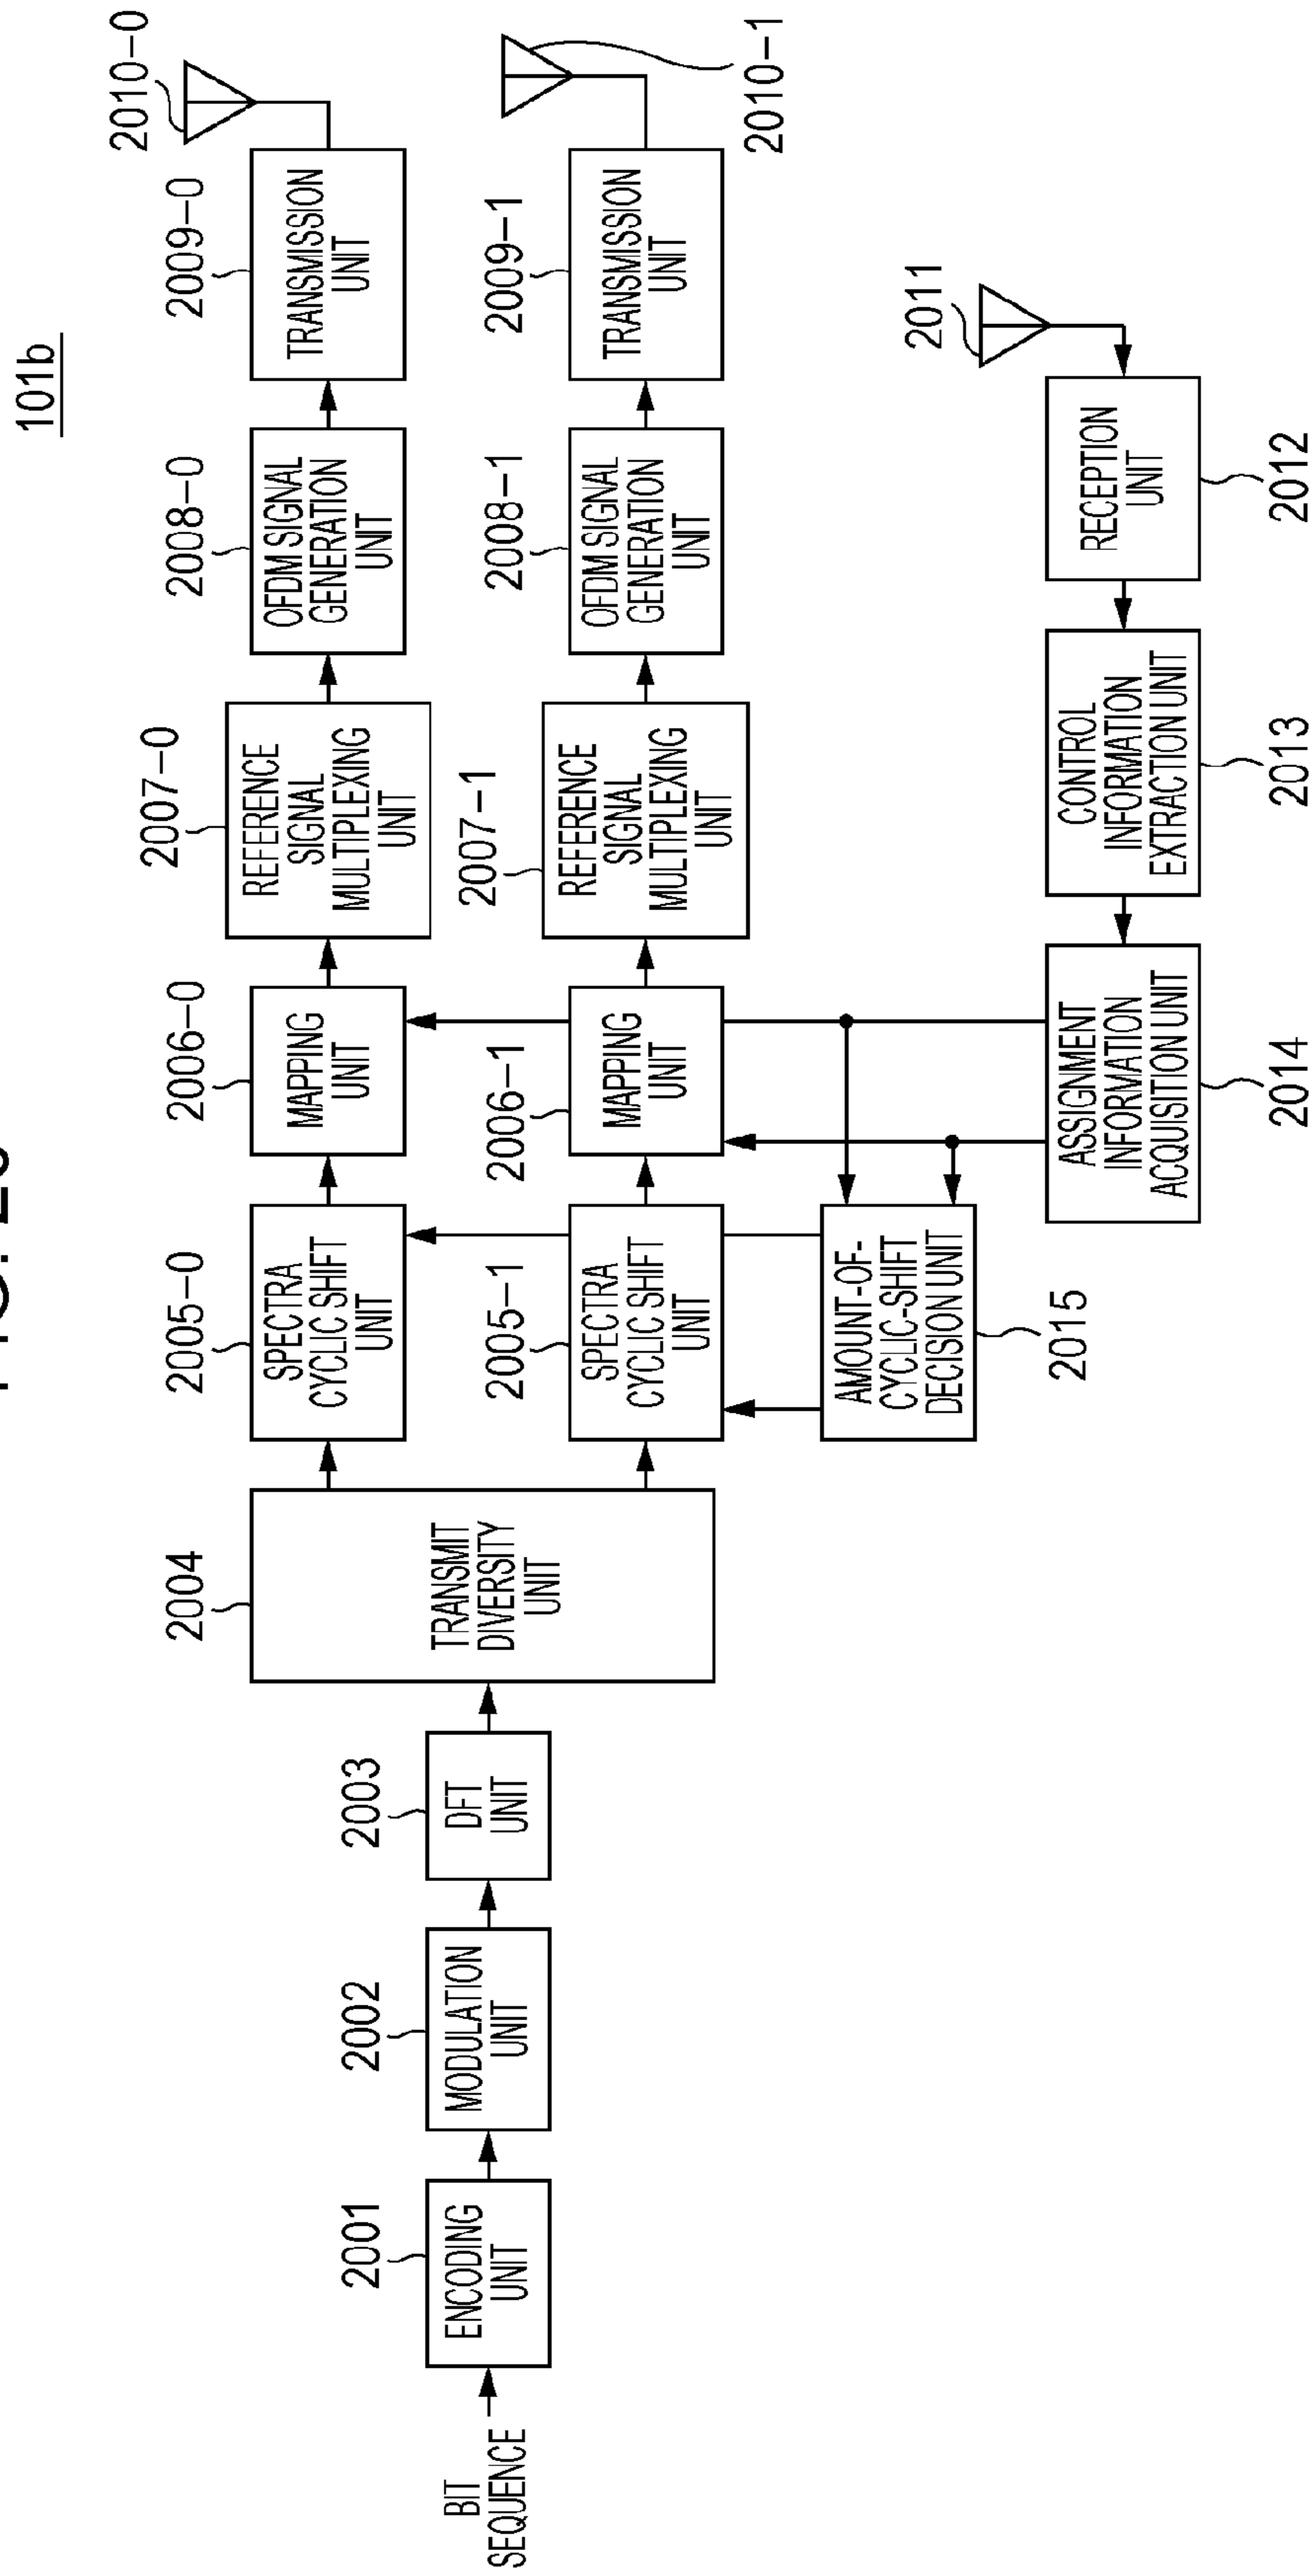 101b
2010-0
2009-0
TRANSMISSION
UNIT
2008-0
OFDM SIGNAL
GENERATION
UNIT
2007-0
REFERENCE
SIGNAL
MULTIPLEXING
UNIT
2006-0
MAPPING
UNIT
2005-0
SPECTRA
CYCLIC SHIFT
UNIT
2004
TRANSMIT
DIVERSITY
UNIT
2003
DFT
UNIT
2002
MODULATION
UNIT
2001
ENCODING
UNIT
BIT
SEQUENCE
2010-1
2009-1
TRANSMISSION
UNIT
2008-1
OFDM SIGNAL
GENERATION
UNIT
2007-1
REFERENCE
SIGNAL
MULTIPLEXING
UNIT
2006-1
MAPPING
UNIT
2005-1
SPECTRA
CYCLIC SHIFT
UNIT
2011
RECEPTION
UNIT
2012
CONTROL
INFORMATION
EXTRACTION UNIT
2013
ASSIGNMENT
INFORMATION
ACQUISITION UNIT
2014
AMOUNT-OF-
CYCLIC-SHIFT
DECISION UNIT
2015